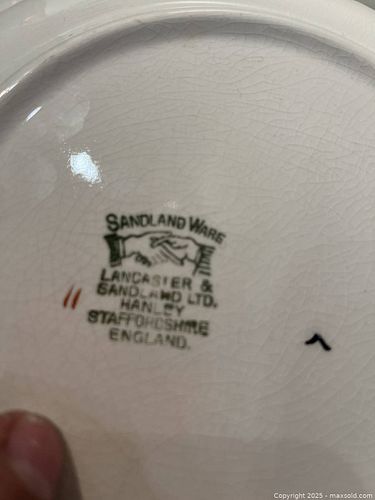 SANDLAND WARE
LANCASTER &
SANDLAND LTD.
HANLEY
STAFFORDSHIRE
ENGLAND.
Copyright 2025 - maxsold.com